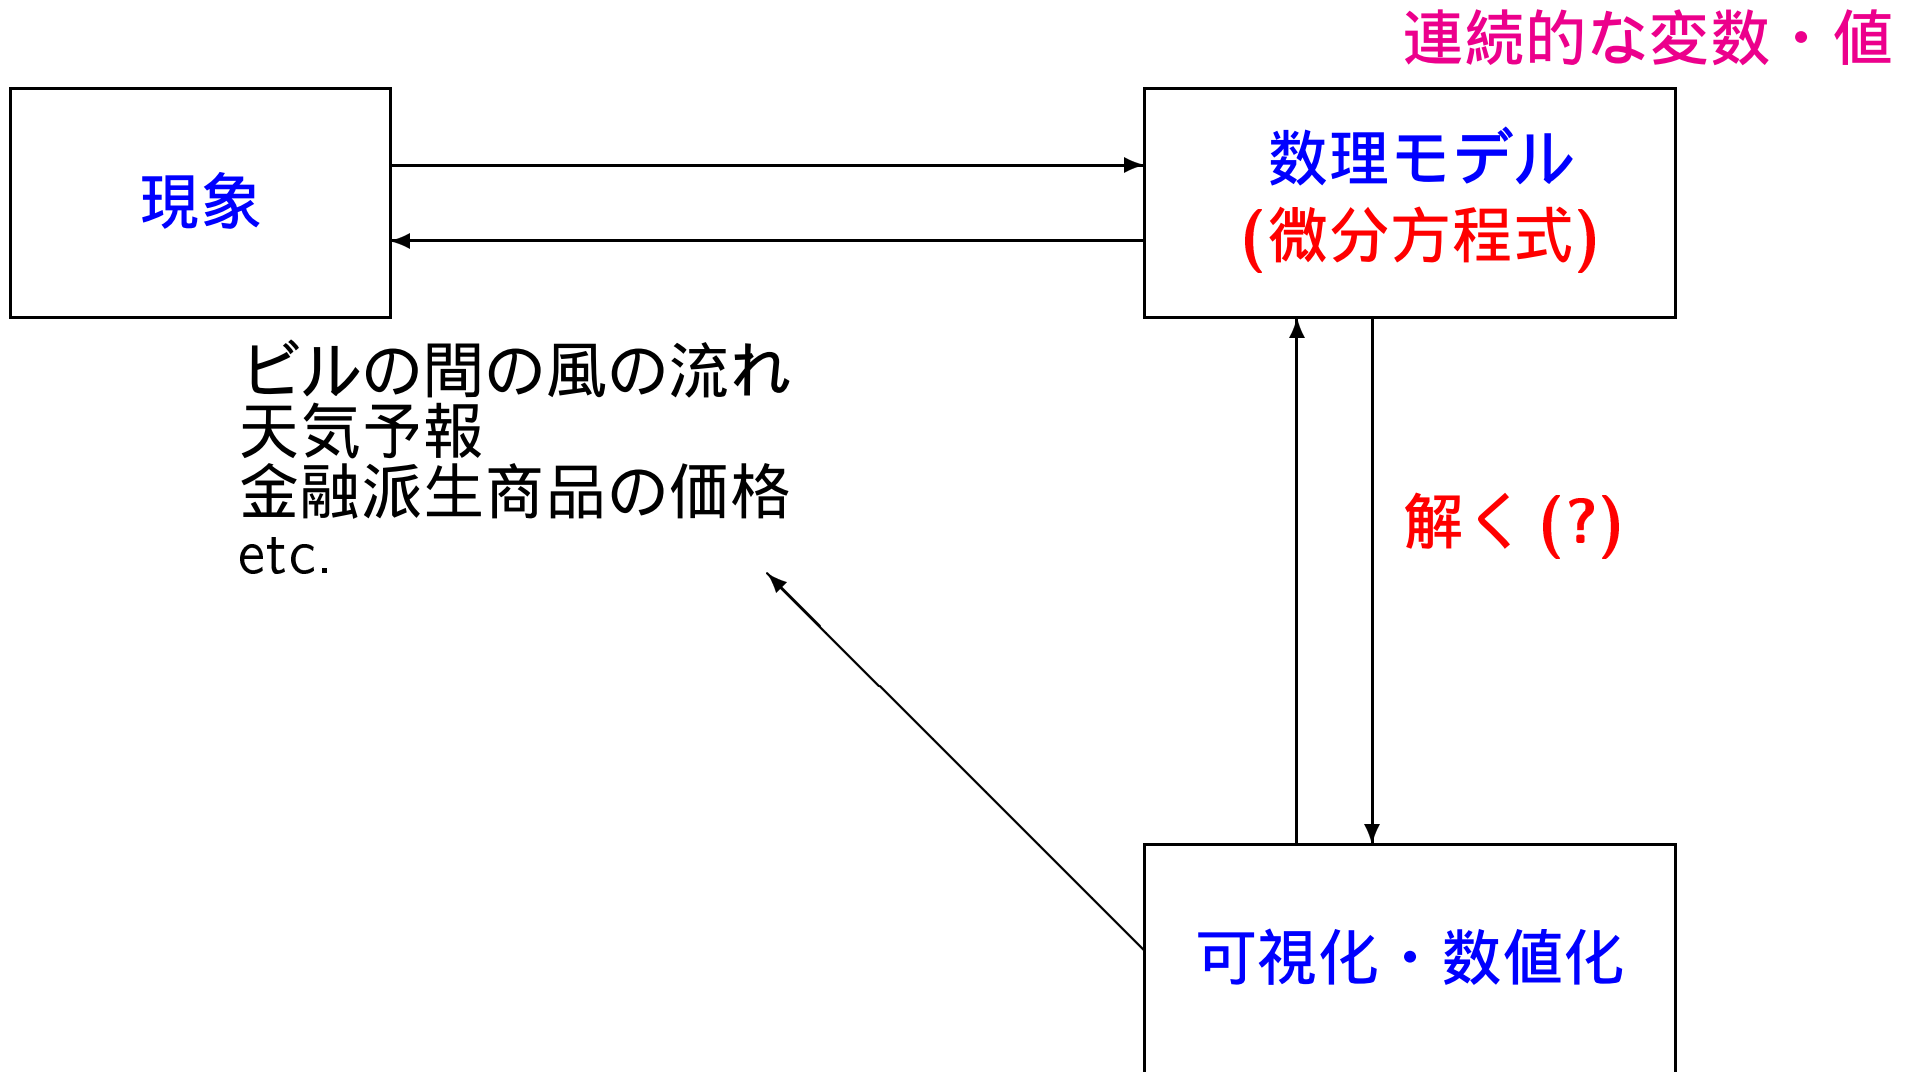 連続的な変数・値
現象
数理モデル
(微分方程式)
ビルの間の風の流れ
天気予報
金融派生商品の価格
etc.
解く(?)
可視化・数値化